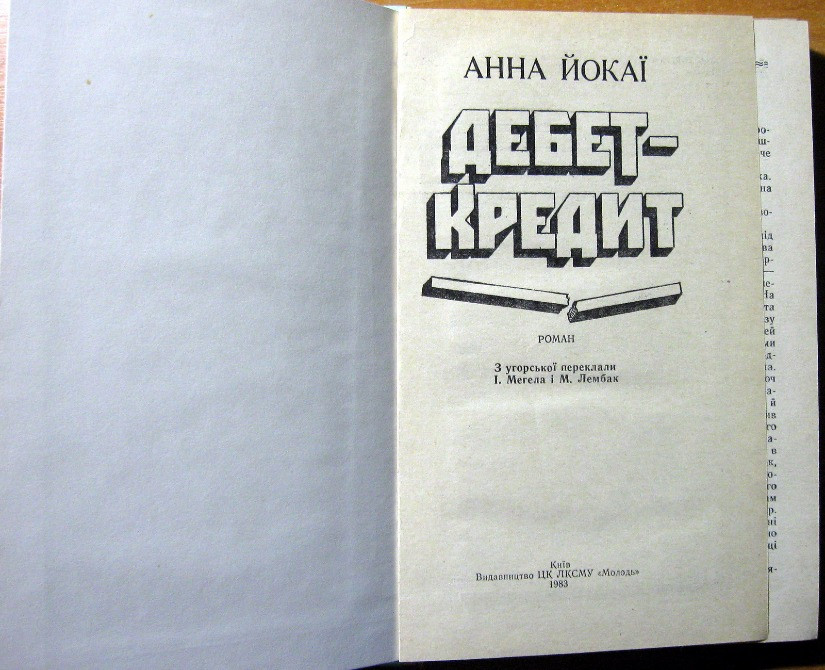 АННА ЙОКАЇ
ДЕБЕТ-
КРЕДИТ
РОМАН
З угорської переклали
І. Мегела і М. Лембак
Київ
Видавництво ЦК ЛКСМУ «Молодь»
1983